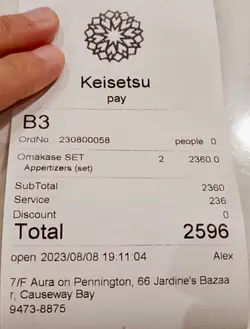 Keisetsu
pay
B3
OrdNo. 230800058 people 0
Omakase SET 2 2360.0
Appertizers (set)
SubTotal 2360
Service 236
Discount 0
Total 2596
open 2023/08/08 19:11:04 Alex
7/F Aura on Pennington, 66 Jardine's Bazaa
r, Causeway Bay
9473-8875